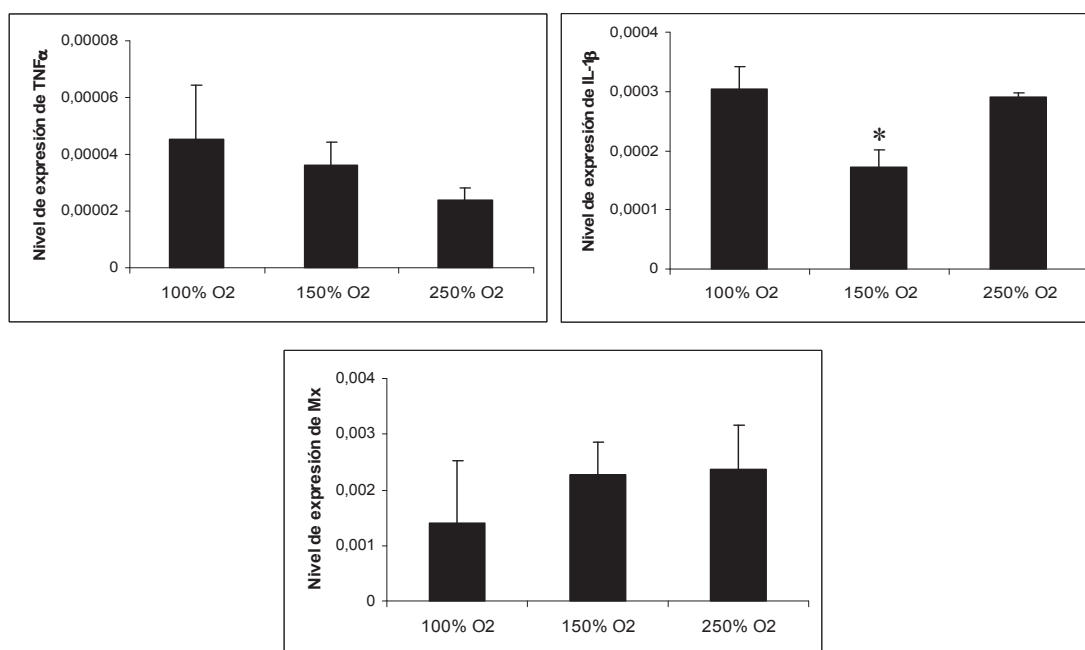 Nivel de expresión de TNFα
0,00008
0,00006
0,00004
0,00002
0
100% O2 150% O2 250% O2
Nivel de expresión de IL-1β
0,0004
0,0003
0,0002
0,0001
0
*
100% O2 150% O2 250% O2
Nivel de expresión de Mx
0,004
0,003
0,002
0,001
0
100% O2 150% O2 250% O2